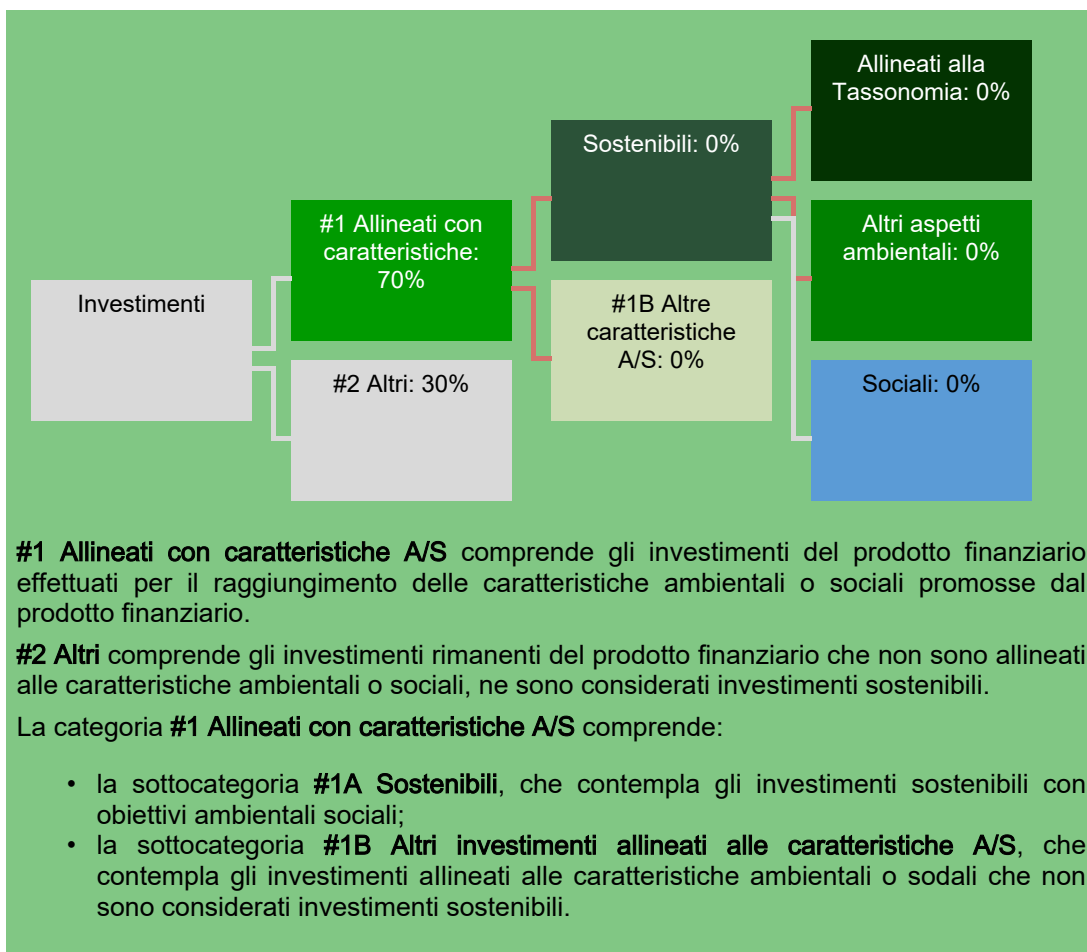 Allineati alla
Tassonomia: 0%
Sostenibili: 0%
#1 Allineati con
caratteristiche:
70%
Altri aspetti
ambientali: 0%
Investimenti
#1B Altre
caratteristiche
A/S: 0%
#2 Altri: 30%
Sociali: 0%
#1 Allineati con caratteristiche A/S comprende gli investimenti del prodotto finanziario
effettuati per il raggiungimento delle caratteristiche ambientali o sociali promosse dal
prodotto finanziario.
#2 Altri comprende gli investimenti rimanenti del prodotto finanziario che non sono allineati
alle caratteristiche ambientali o sociali, ne sono considerati investimenti sostenibili.
La categoria #1 Allineati con caratteristiche A/S comprende:
• la sottocategoria #1A Sostenibili, che contempla gli investimenti sostenibili con
obiettivi ambientali sociali;
• la sottocategoria #1B Altri investimenti allineati alle caratteristiche A/S, che
contempla gli investimenti allineati alle caratteristiche ambientali o sodali che non
sono considerati investimenti sostenibili.